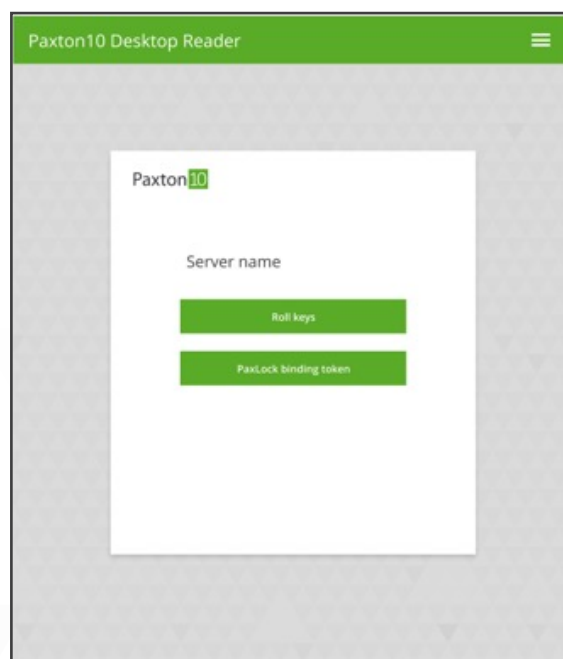 Paxton10 Desktop Reader
Paxton10
Server name
Roll keys
PaxLock binding token